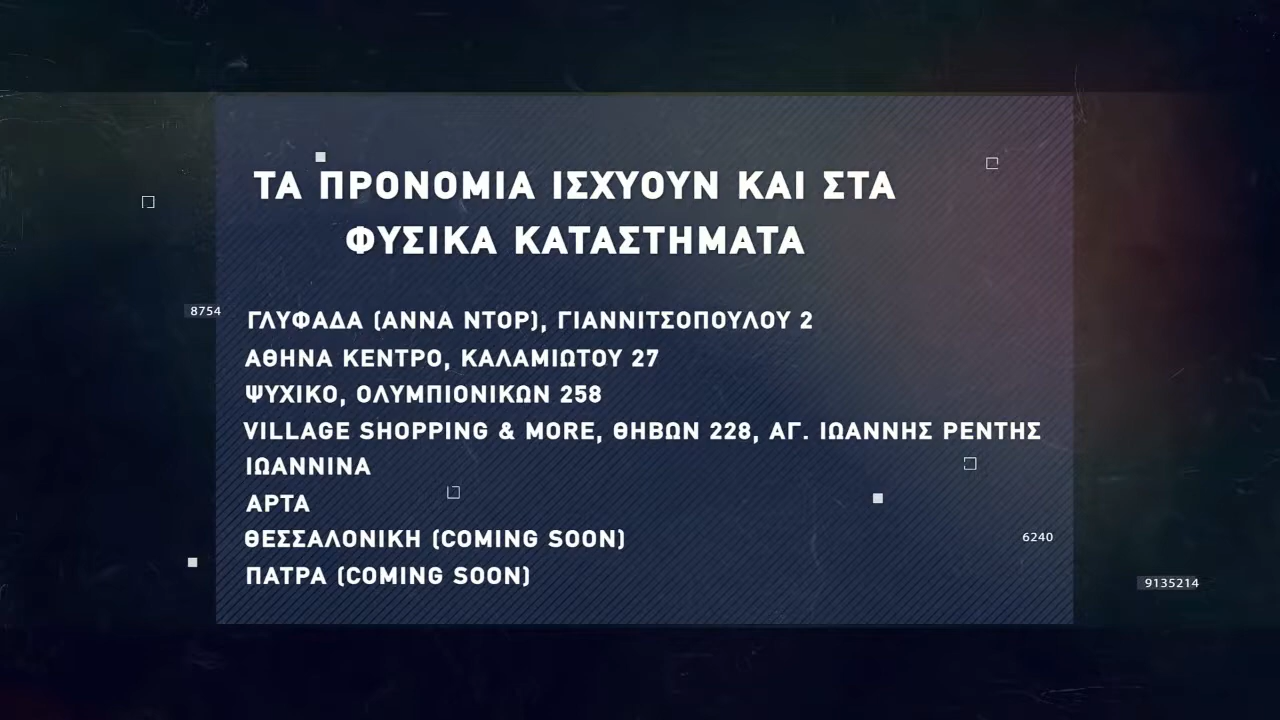 ΤΑ ΠΡΟΝΟΜΙΑ ΙΣΧΥΟΥΝ ΚΑΙ ΣΤΑ
ΦΥΣΙΚΑ ΚΑΤΑΣΤΗΜΑΤΑ
8754
ΓΛΥΦΑΔΑ (ΑΝΝΑ ΝΤΟΡ), ΓΙΑΝΝΙΤΣΟΠΟΥΛΟΥ 2
ΑΘΗΝΑ ΚΕΝΤΡΟ, ΚΑΛΑΜΙΩΤΟΥ 27
ΨΥΧΙΚΟ, ΟΛΥΜΠΙΟΝΙΚΩΝ 258
VILLAGE SHOPPING & MORE, ΘΗΒΩΝ 228, ΑΓ. ΙΩΑΝΝΗΣ ΡΕΝΤΗΣ
ΙΩΑΝΝΙΝΑ
ΑΡΤΑ
ΘΕΣΣΑΛΟΝΙΚΗ (COMING SOON)
6240
ΠΑΤΡΑ (COMING SOON)
9135214